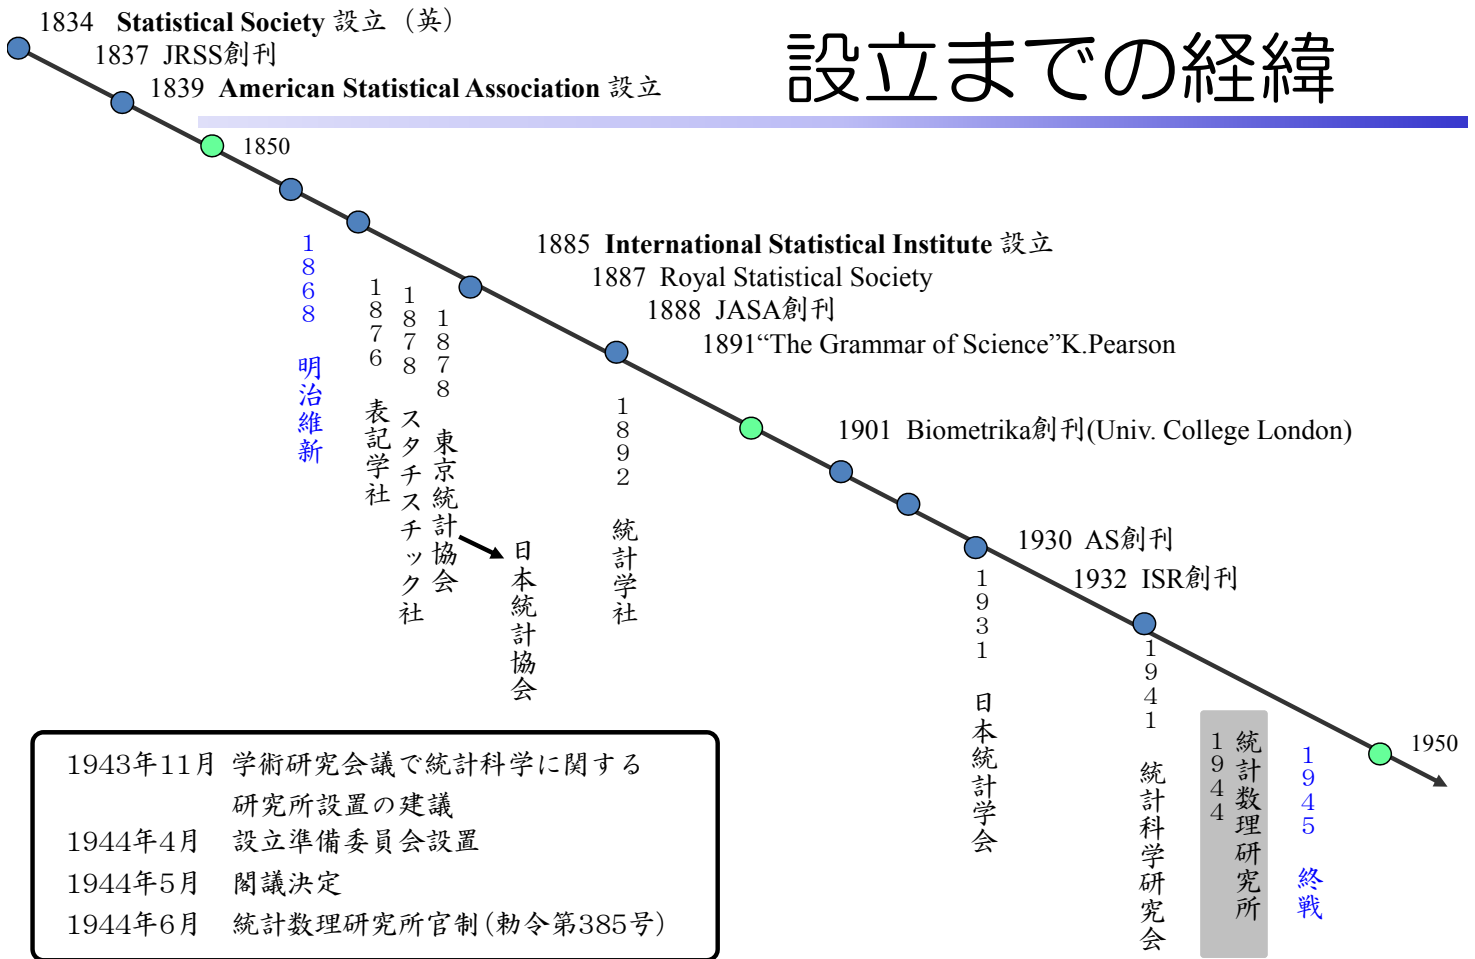 設立までの経緯
1834 Statistical Society 設立（英）
1837 JRSS創刊
1839 American Statistical Association 設立
1850
1868 明治維新
1876 表記学社
1878 スタチスチック社
1878 東京統計協会
日本統計協会
1885 International Statistical Institute 設立
1887 Royal Statistical Society
1888 JASA創刊
1891“The Grammar of Science”K.Pearson
1892 統計学社
1901 Biometrika創刊(Univ. College London)
1930 AS創刊
1932 ISR創刊
1931 日本統計学会
1941 統計科学研究会
統計数理研究所
1944
1945 終戦
1950
1943年11月 学術研究会議で統計科学に関する
研究所設置の建議
1944年4月 設立準備委員会設置
1944年5月 閣議決定
1944年6月 統計数理研究所官制(勅令第385号)